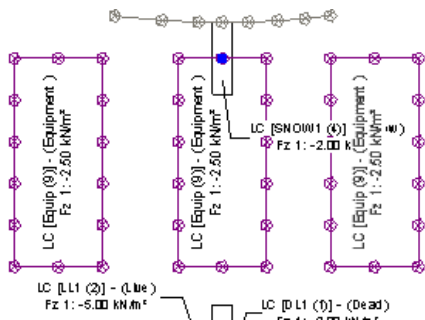 LC [SNOW1 (4)]
Fz 1:-2.00 k
LC [Equip (9)] - (Equipment )
Fz 1:-2.50 kN/m²
LC [Equip (9)] - (Equipment )
Fz 1:-2.50 kN/m²
LC [Equip (9)] - (Equipment )
Fz 1:-2.50 kN/m²
LC [LL1 (2)] - (Live )
Fz 1:-5.00 kN/m²
LC [DL1 (1)] - (Dead)